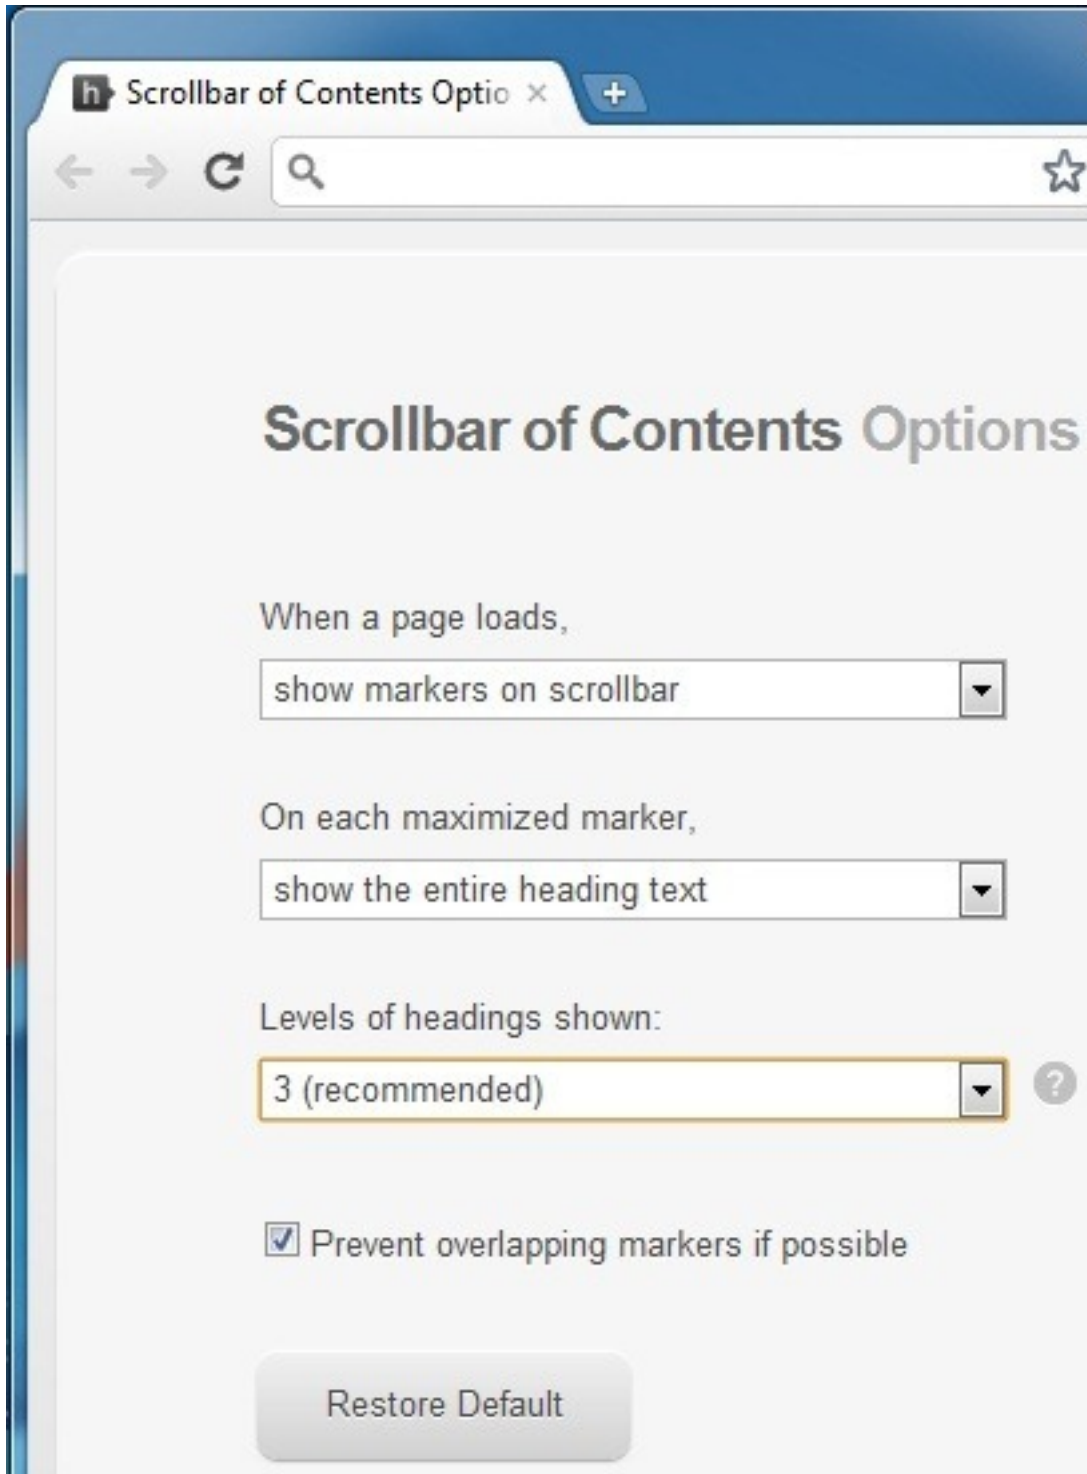 h Scrollbar of Contents Optio
Scrollbar of Contents Options
When a page loads,
show markers on scrollbar
On each maximized marker,
show the entire heading text
Levels of headings shown:
3 (recommended)
?
Prevent overlapping markers if possible
Restore Default